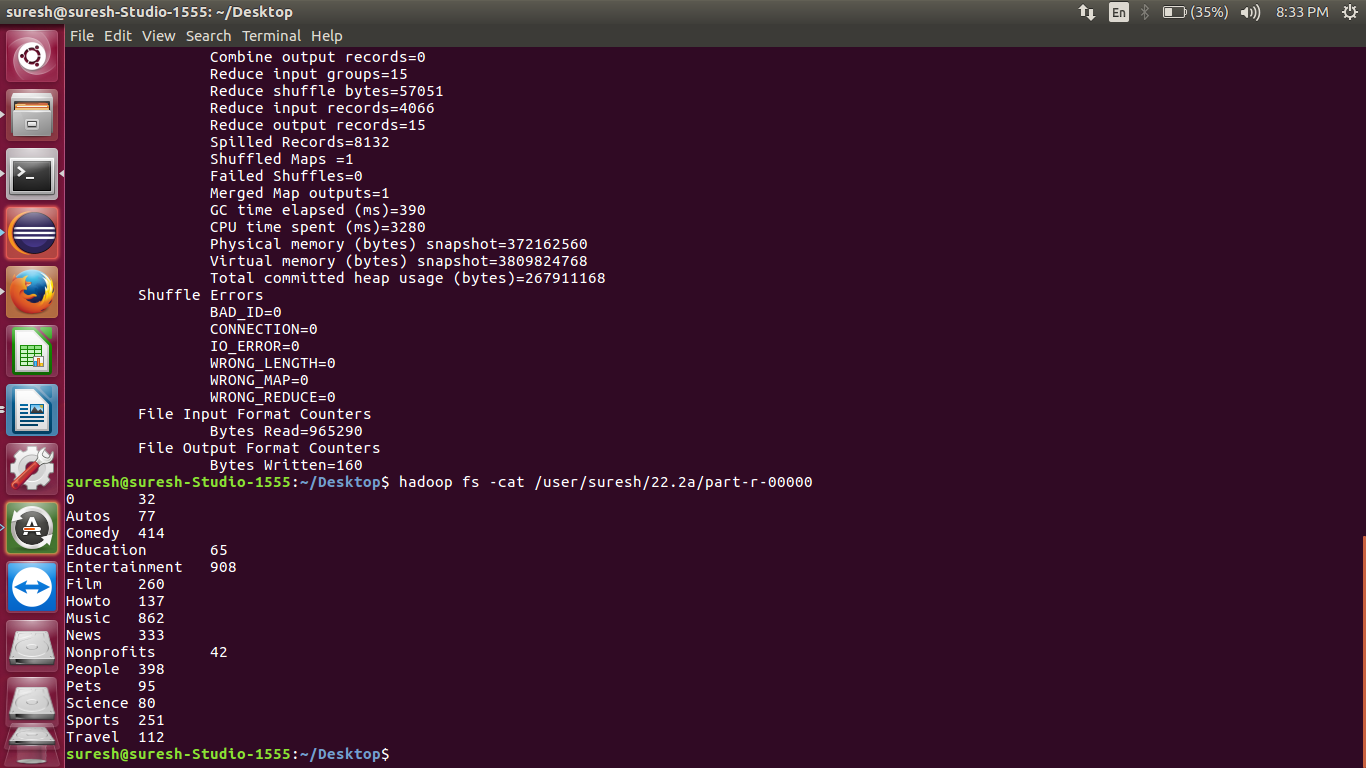 suresh@suresh-Studio-1555: ~/Desktop
En
(35%)
8:33 PM
File Edit View Search Terminal Help
Combine output records=0
Reduce input groups=15
Reduce shuffle bytes=57051
Reduce input records=4066
Reduce output records=15
Spilled Records=8132
Shuffled Maps =1
Failed Shuffles=0
Merged Map outputs=1
GC time elapsed (ms)=390
CPU time spent (ms)=3280
Physical memory (bytes) snapshot=372162560
Virtual memory (bytes) snapshot=3809824768
Total committed heap usage (bytes)=267911168
Shuffle Errors
BAD_ID=0
CONNECTION=0
IO_ERROR=0
WRONG_LENGTH=0
WRONG_MAP=0
WRONG_REDUCE=0
File Input Format Counters
Bytes Read=965290
File Output Format Counters
Bytes Written=160
suresh@suresh-Studio-1555:~/Desktop$ hadoop fs -cat /user/suresh/22.2a/part-r-00000
0 32
Autos 77
Comedy 414
Education 65
Entertainment 908
Film 260
Howto 137
Music 862
News 333
Nonprofits 42
People 398
Pets 95
Science 80
Sports 251
Travel 112
suresh@suresh-Studio-1555:~/Desktop$